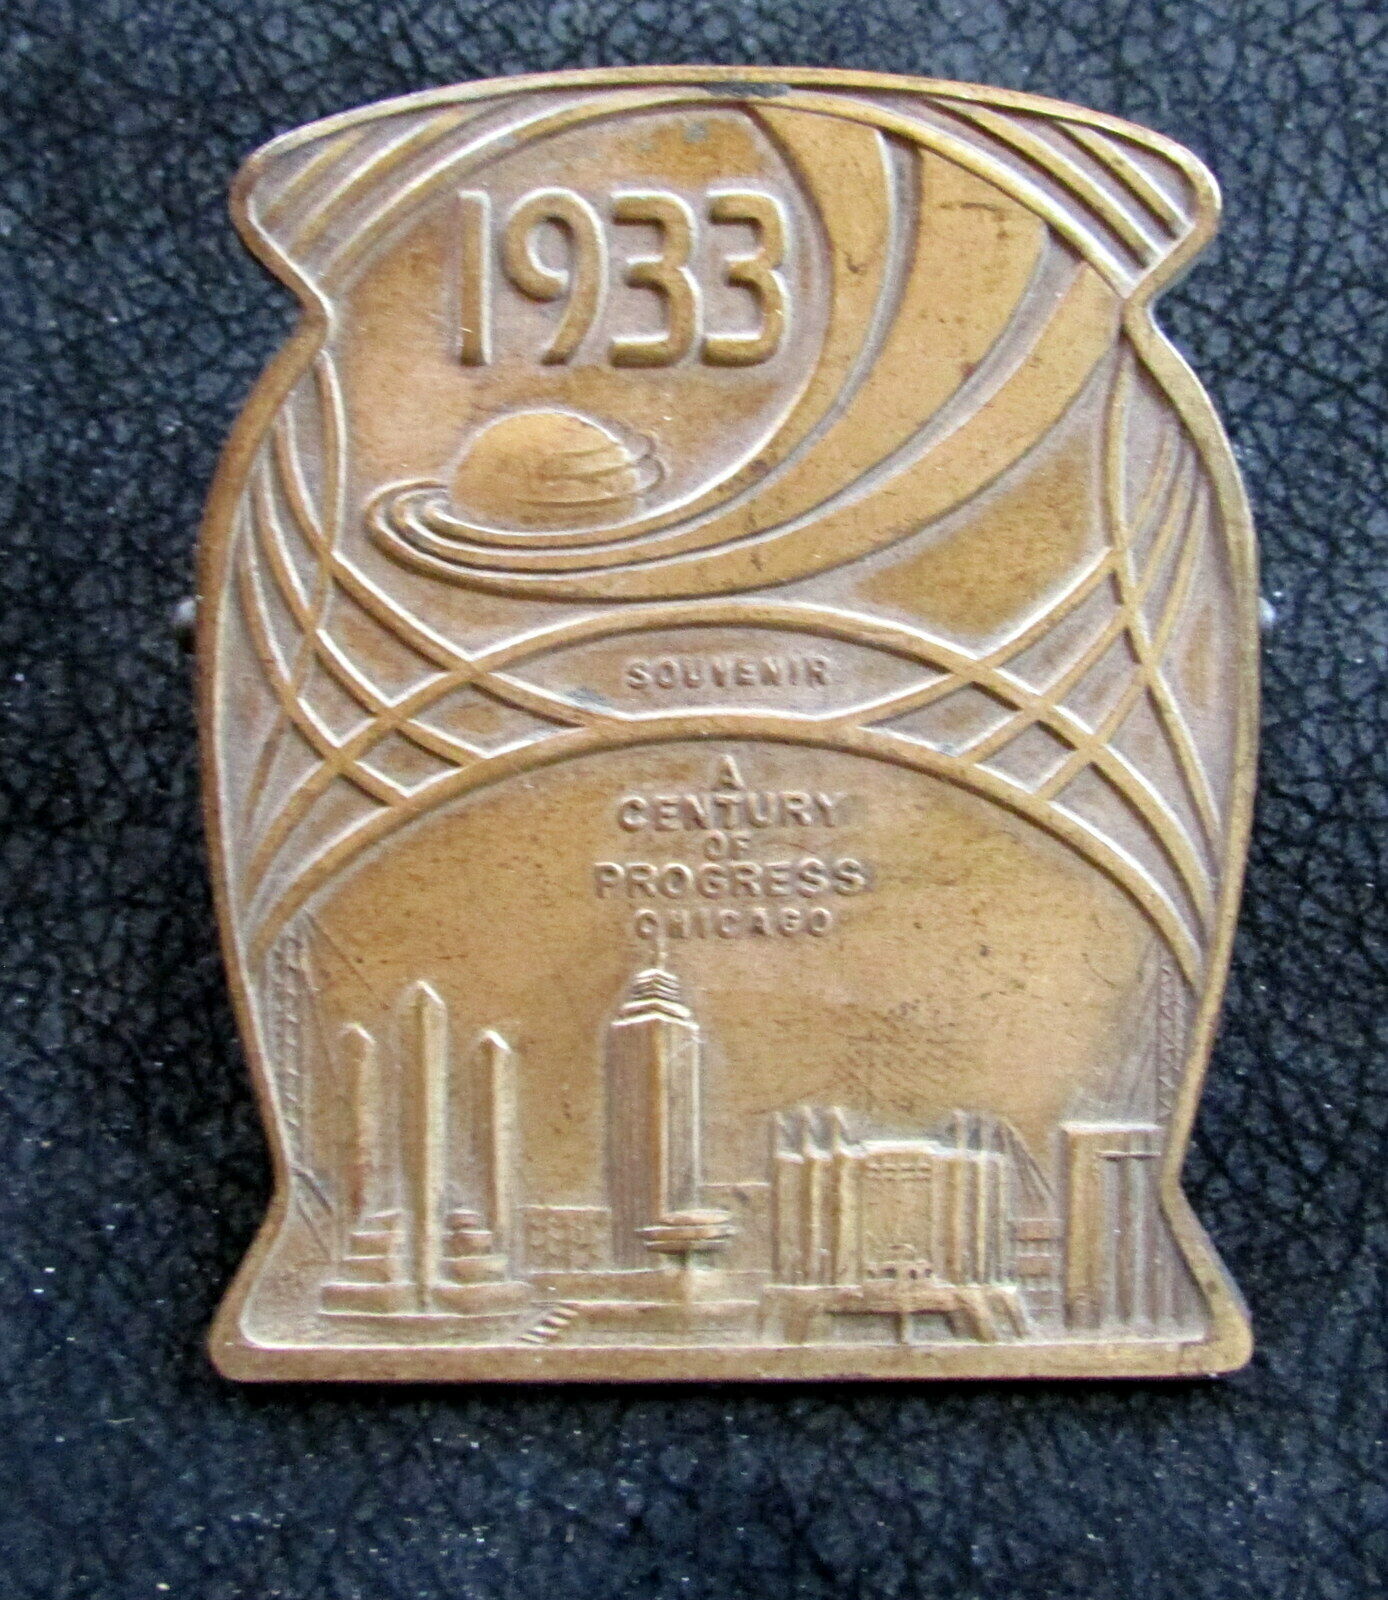 1933
SOUVENIR
A
CENTURY
OF
PROGRESS
CHICAGO